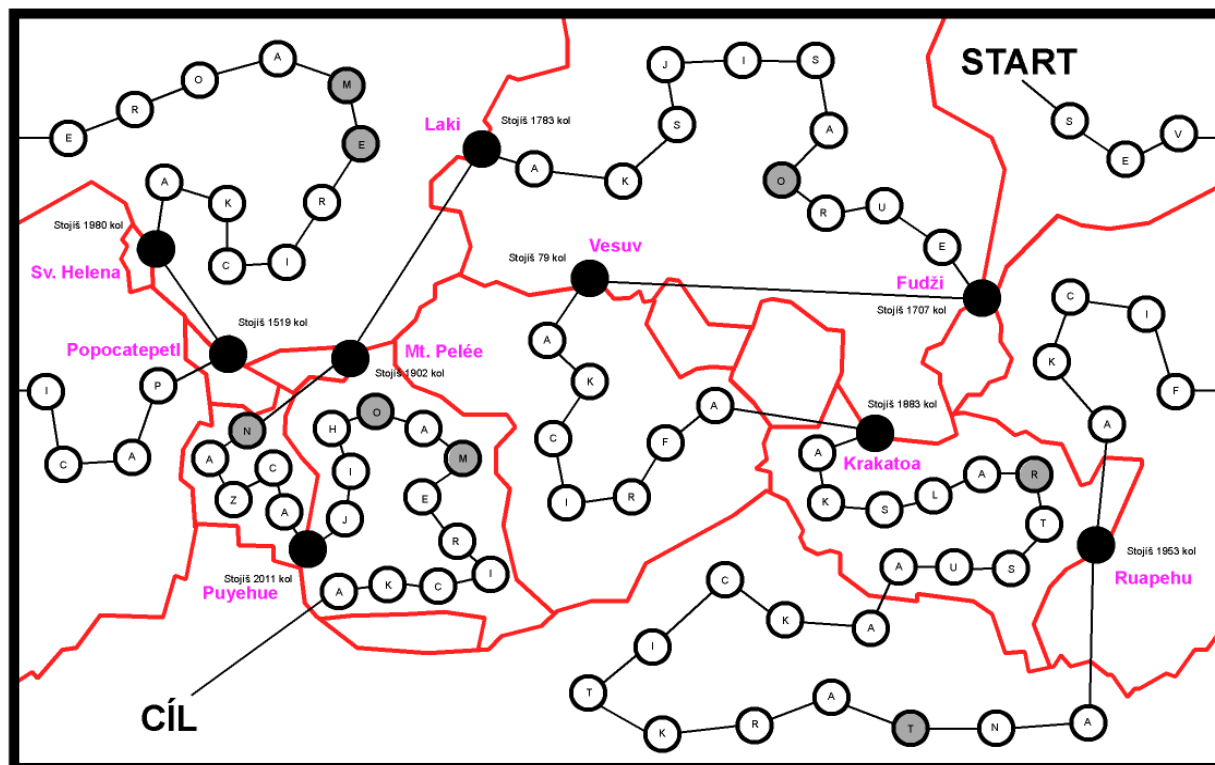 START
S E V
E R O A M E R I C K A
Stojíš 1980 kol
Sv. Helena
Stojíš 1519 kol
Popocatepetl
P A C I
F I C K A
Stojíš 1953 kol
Ruapehu
A N T A R K T I C K A
A U S T R A L S K A
Stojíš 1883 kol
Krakatoa
A F R I C K A
Vesuv
Stojíš 79 kol
Fudži
Stojíš 1707 kol
E U R O A S I J S K A
Laki
Stojíš 1783 kol
Mt. Pelée
Stojíš 1902 kol
N A Z C A
Stojíš 2011 kol
Puyehue
J I H O A M E R I C K A
CÍL